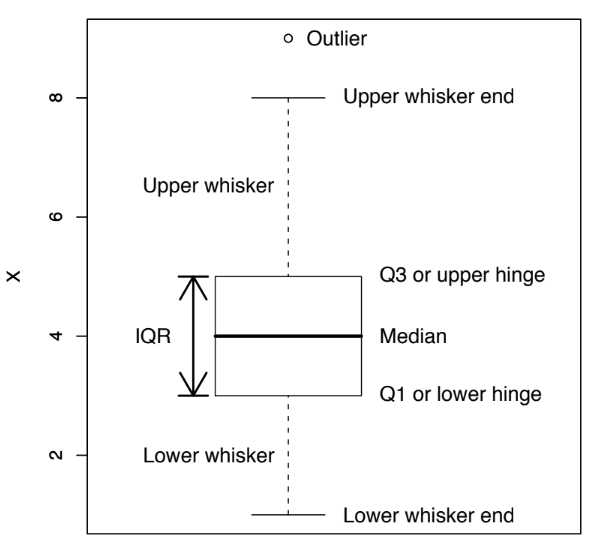 Outlier
8
Upper whisker end
Upper whisker
6
Q3 or upper hinge
X
IQR
4
Median
Q1 or lower hinge
2
Lower whisker
Lower whisker end